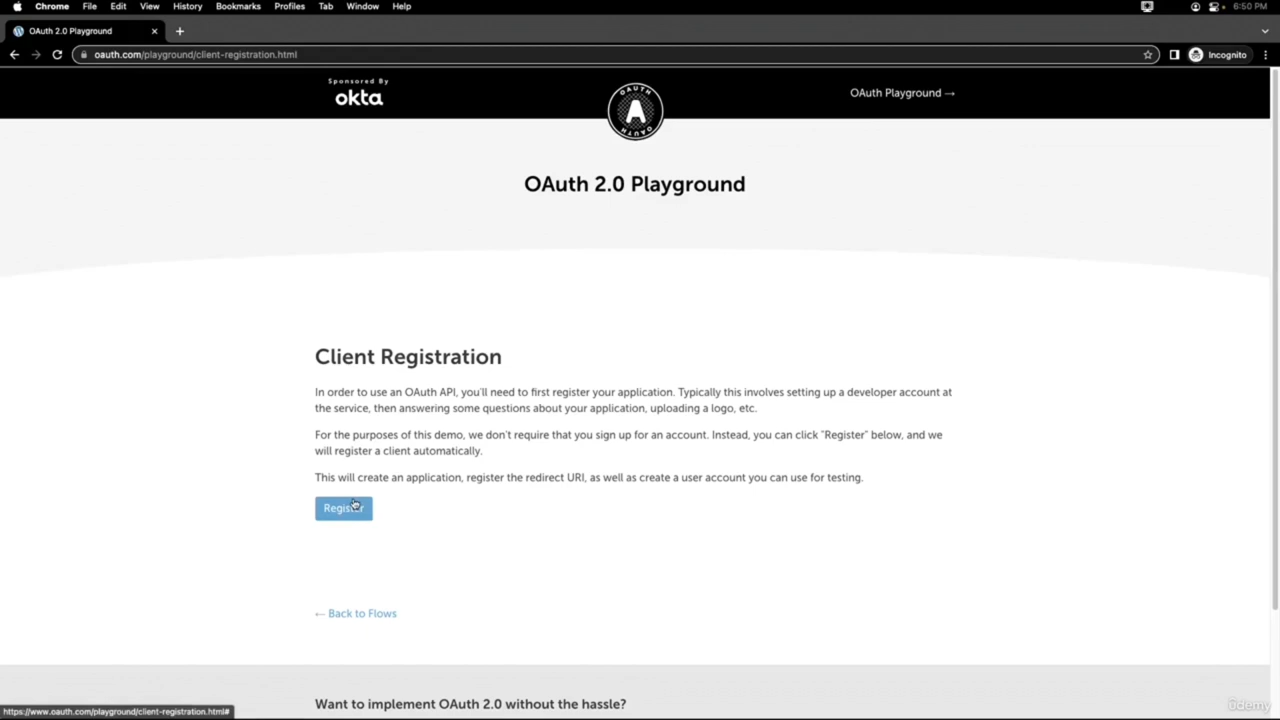 Chrome File Edit View History Bookmarks Profiles Tab Window Help 6:50 PM
OAuth 2.0 Playground
oauth.com/playground/client-registration.html Incognito
Sponsored By
okta
OAUTH
A
OAUTH
OAuth Playground →
OAuth 2.0 Playground
Client Registration
In order to use an OAuth API, you'll need to first register your application. Typically this involves setting up a developer account at
the service, then answering some questions about your application, uploading a logo, etc.
For the purposes of this demo, we don't require that you sign up for an account. Instead, you can click "Register" below, and we
will register a client automatically.
This will create an application, register the redirect URI, as well as create a user account you can use for testing.
Register
← Back to Flows
Want to implement OAuth 2.0 without the hassle?
https://www.oauth.com/playground/client-registration.html#
ûdemy